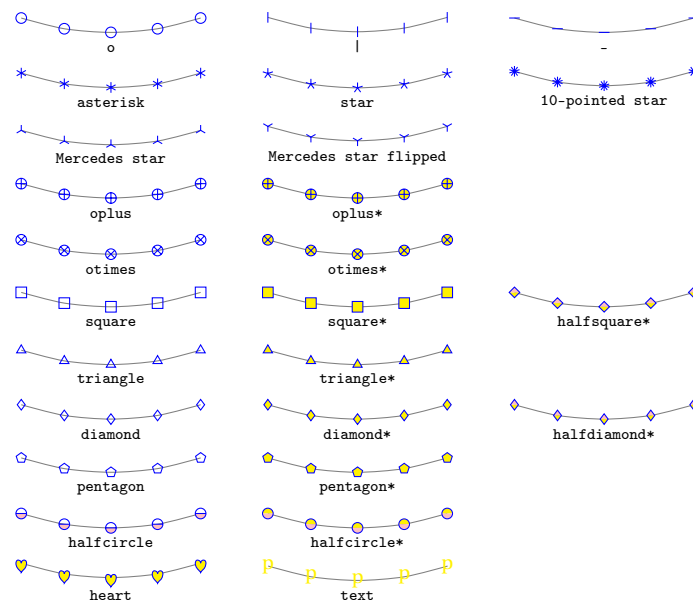 o | -
asterisk star 10-pointed star
Mercedes star Mercedes star flipped
oplus oplus*
otimes otimes*
square square* halfsquare*
triangle triangle*
diamond diamond* halfdiamond*
pentagon pentagon*
halfcircle halfcircle*
p p p p p
heart text